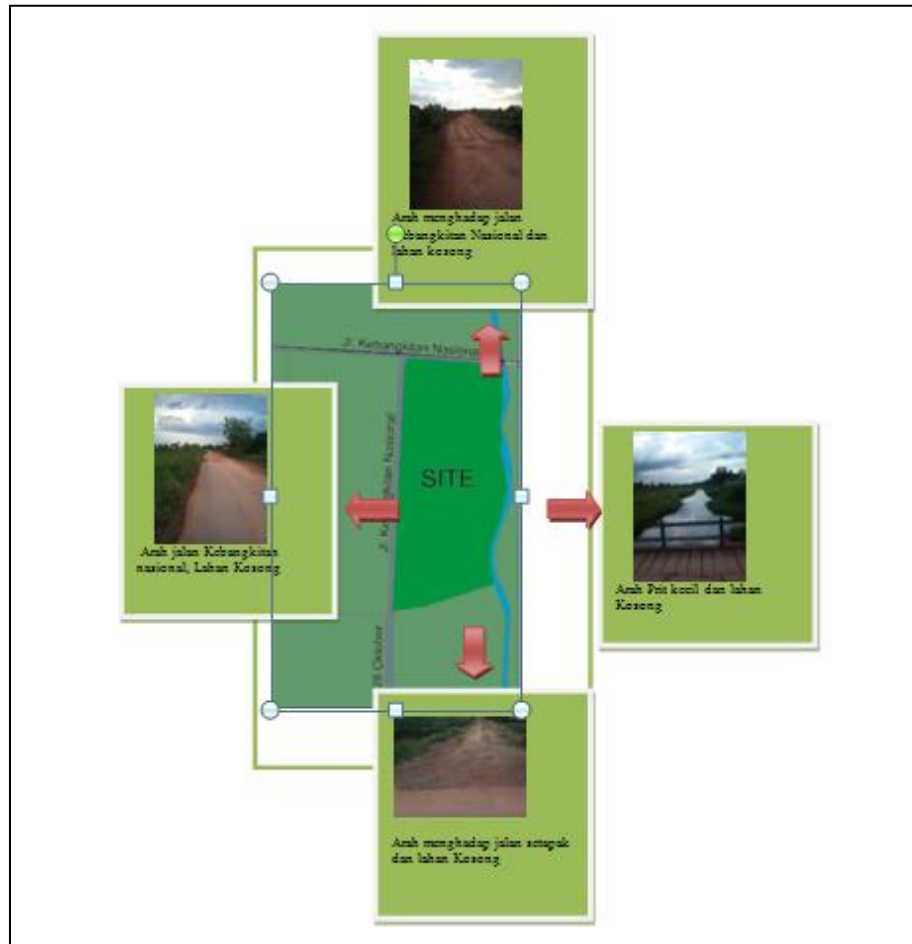 Arah menghadap jalan
Kebangkitan Nasional dan
lahan kosong
Jl. Kebangkitan Nasional
Jl. Nasional
SITE
28 Oktober
Arah jalan Kebangkitan
nasional, Lahan Kosong
Arah Prit kecil dan lahan
Kosong
Arah menghadap jalan setapak
dan lahan Kosong